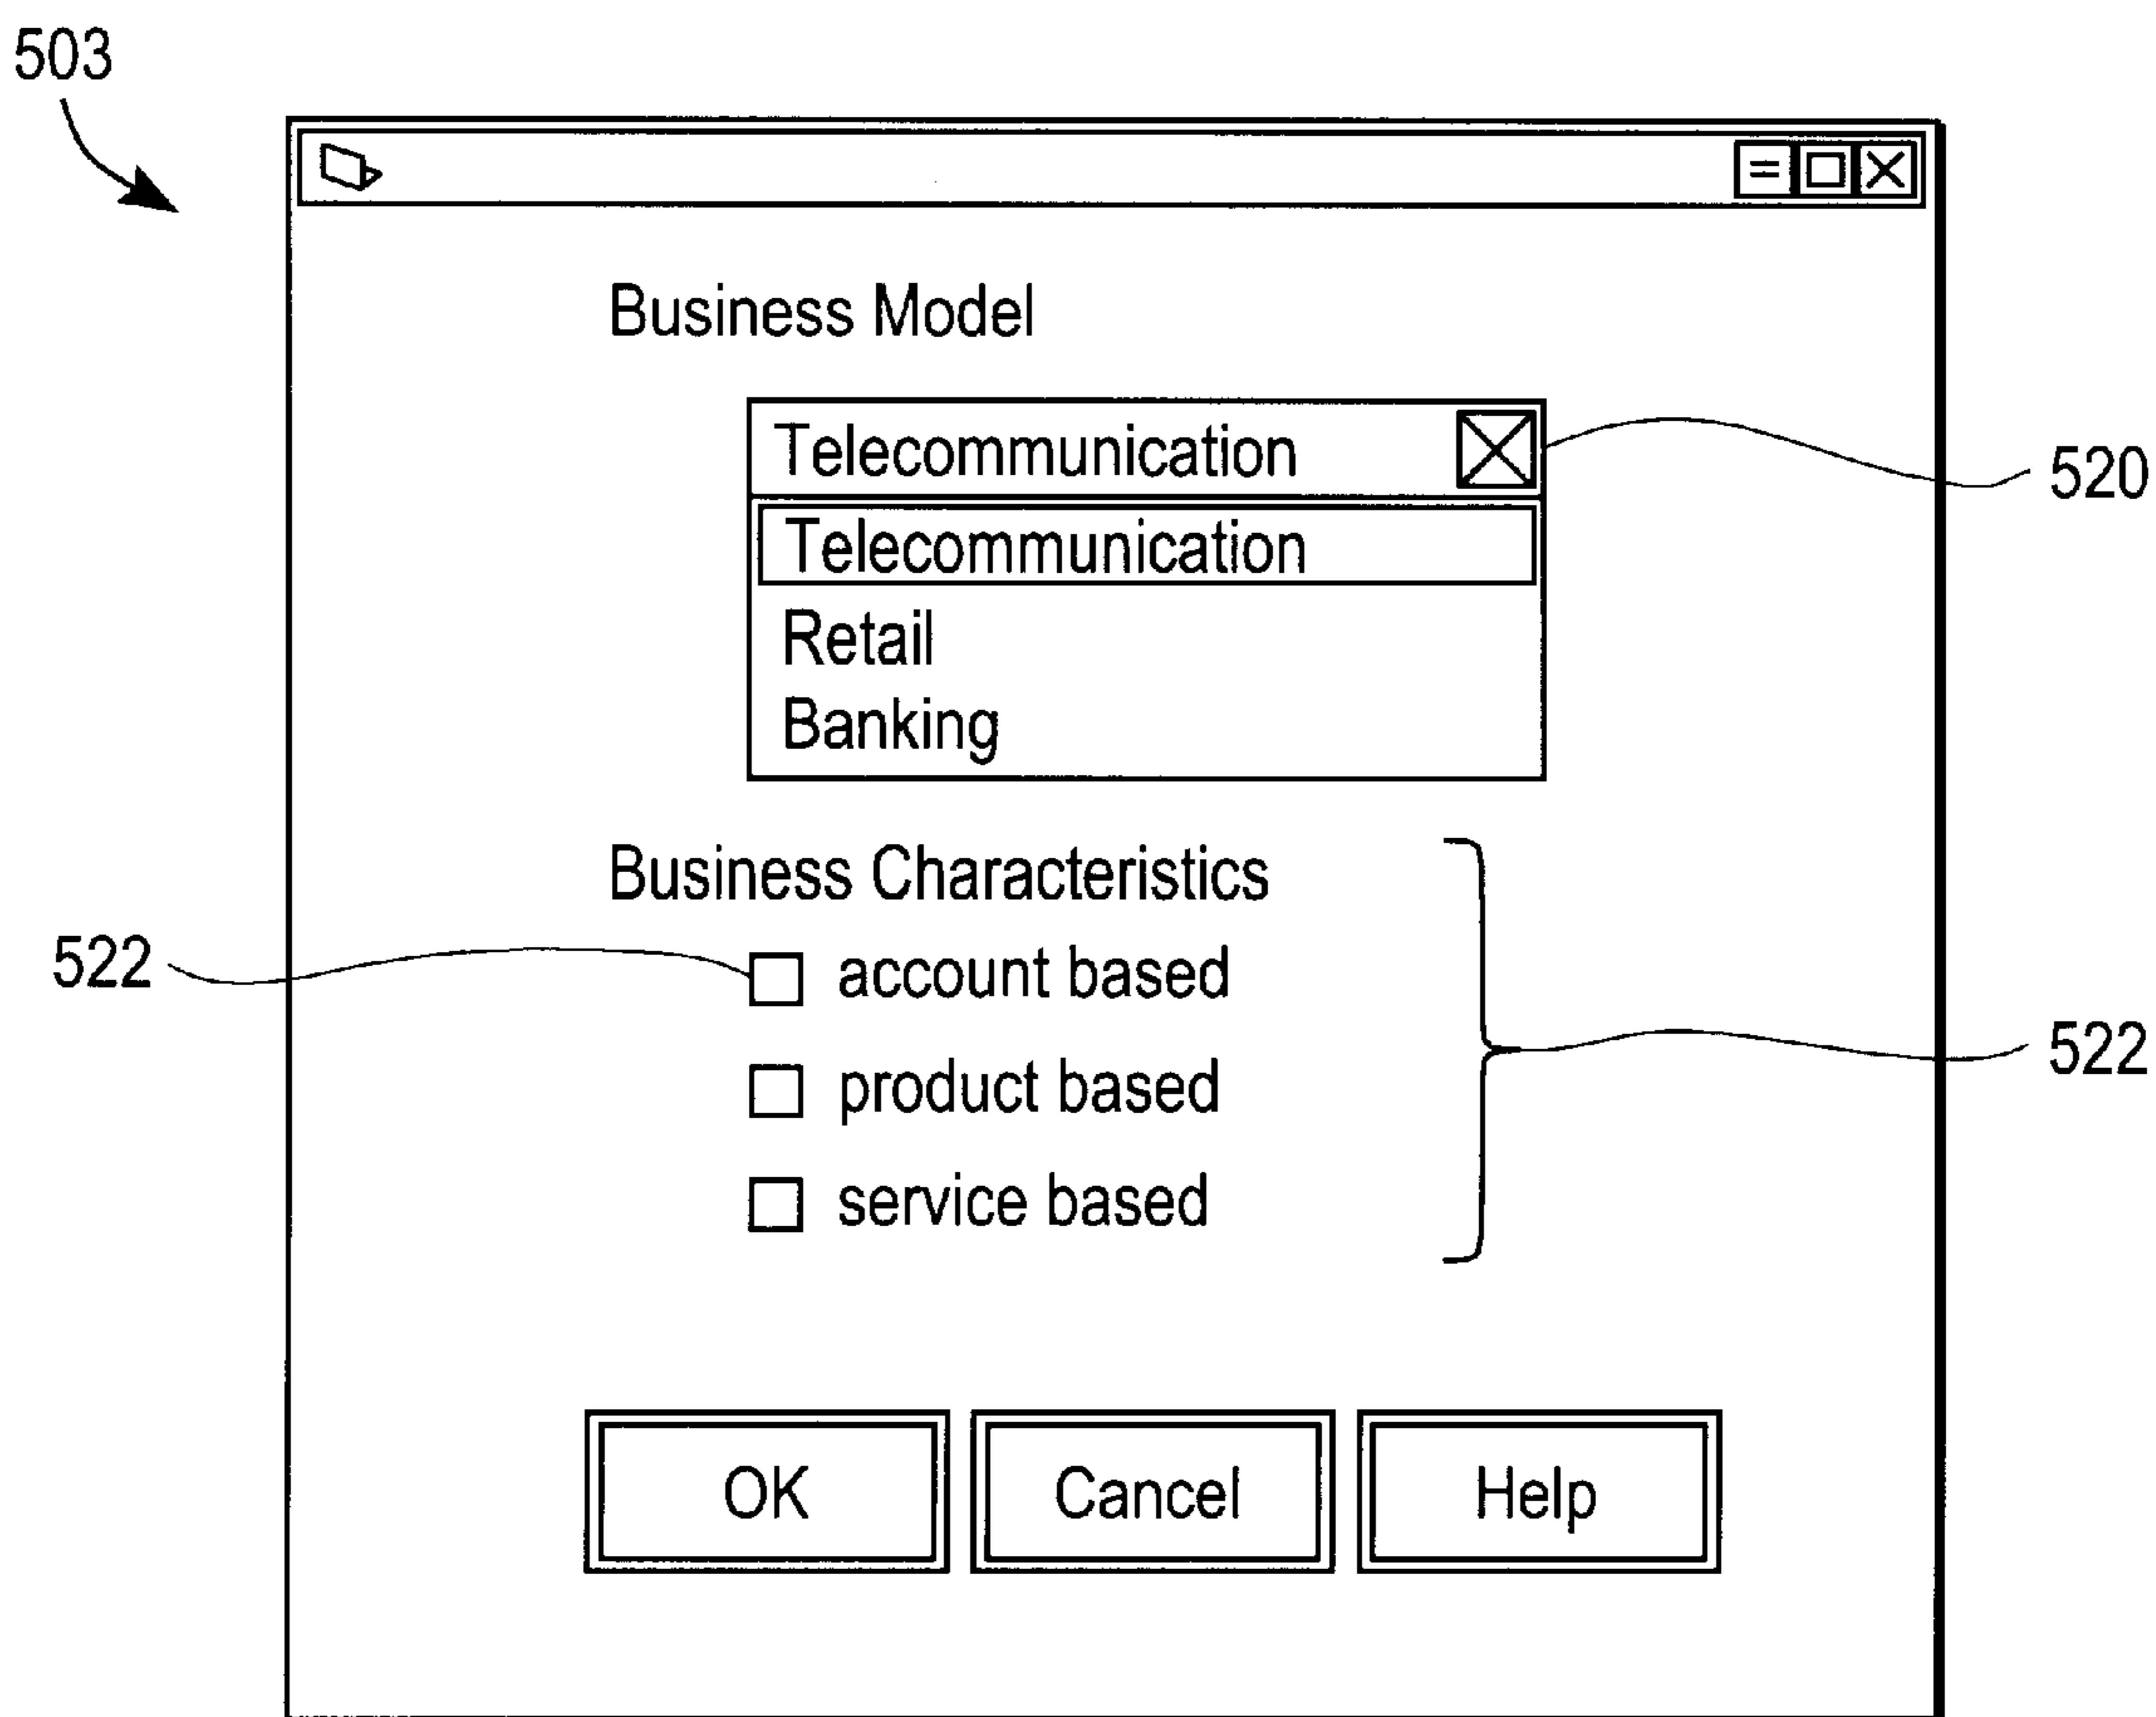 503
Business Model
Telecommunication
520
Telecommunication
Retail
Banking
Business Characteristics
522
account based
522
product based
service based
OK Cancel Help